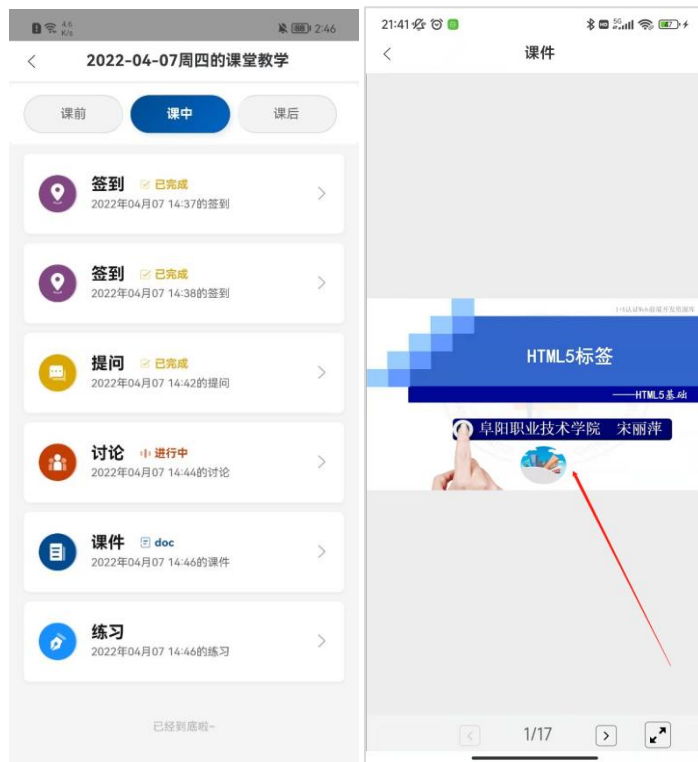 4.6
K/s
2:46
2022-04-07周四的课堂教学
课前
课中
课后
签到 已完成
2022年04月07 14:37的签到
签到 已完成
2022年04月07 14:38的签到
提问 已完成
2022年04月07 14:42的提问
讨论 进行中
2022年04月07 14:44的讨论
课件 doc
2022年04月07 14:46的课件
练习
2022年04月07 14:46的练习
已经到底啦~
21:41
5G
47
课件
HTML5标签
——HTML5基础
阜阳职业技术学院 宋丽萍
1/17